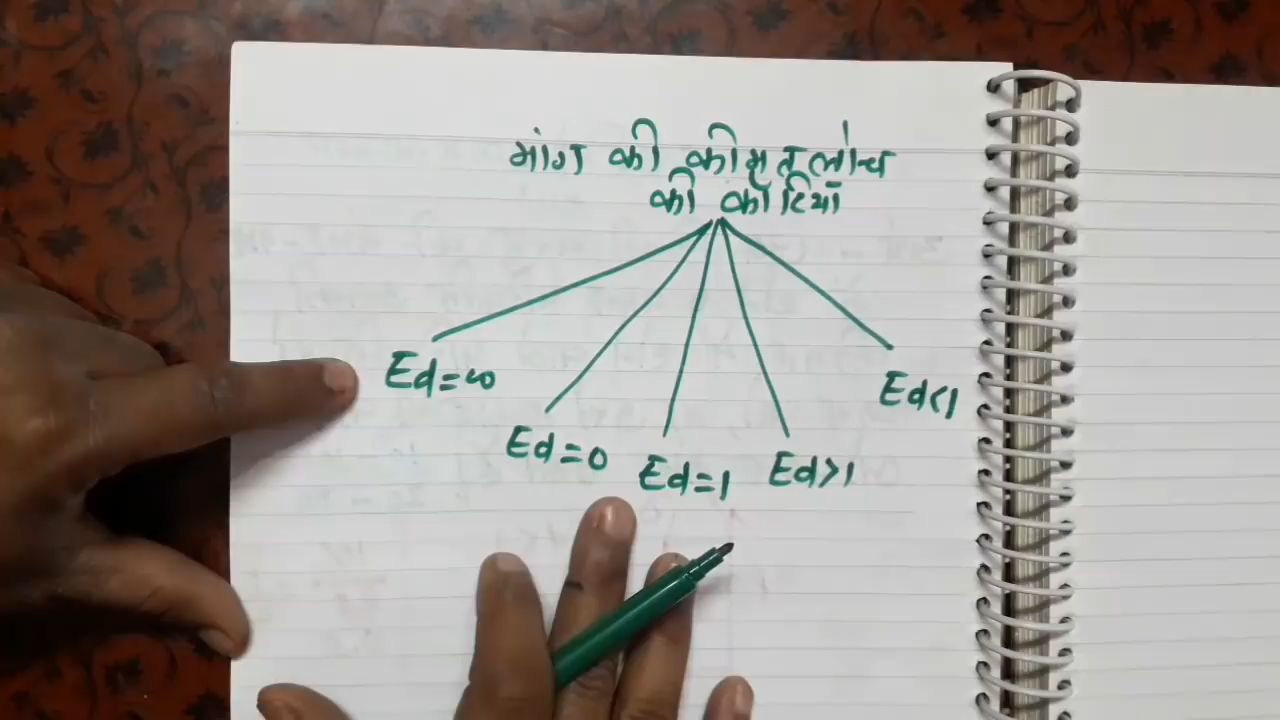 मांग की कीमत लोच
की कोटियाँ
Ed=∞
Ed=0
Ed=1
Ed>1
Ed<1